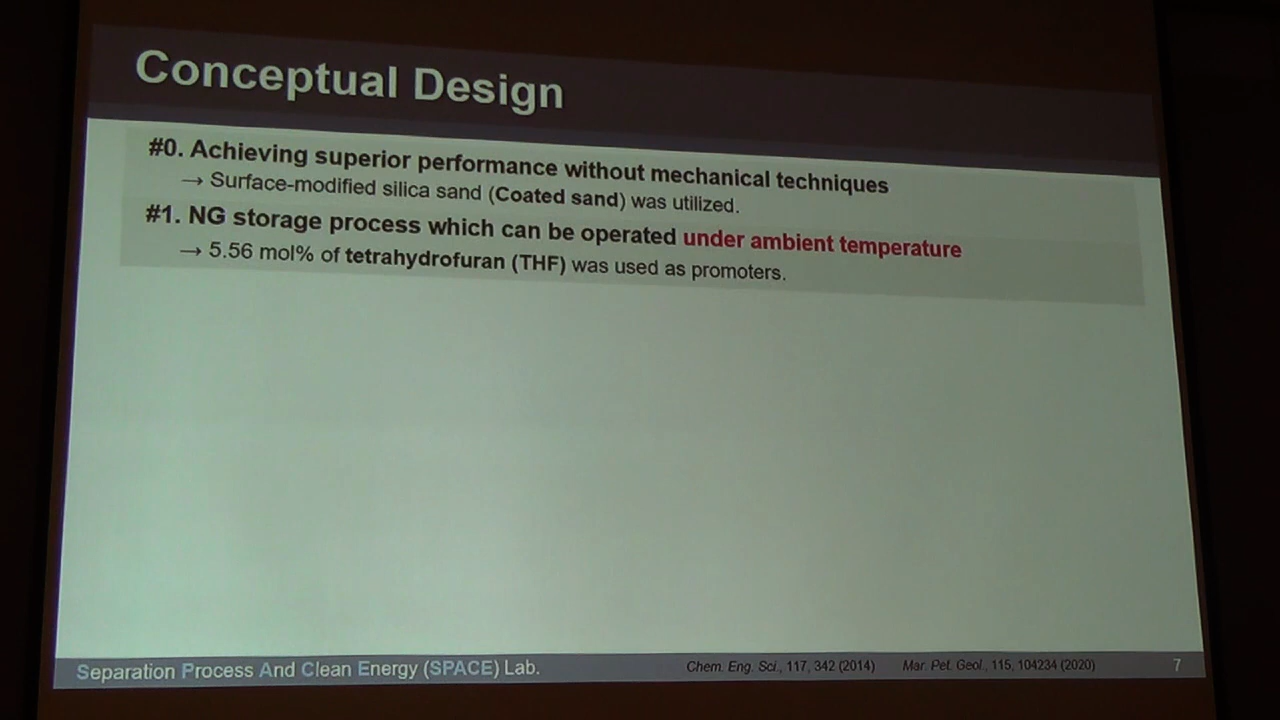 Conceptual Design
#0. Achieving superior performance without mechanical techniques
→ Surface-modified silica sand (Coated sand) was utilized.
#1. NG storage process which can be operated under ambient temperature
→ 5.56 mol% of tetrahydrofuran (THF) was used as promoters.
Separation Process And Clean Energy (SPACE) Lab.
Chem. Eng. Sci., 117, 342 (2014) Mar. Pet. Geol., 115, 104234 (2020)
7